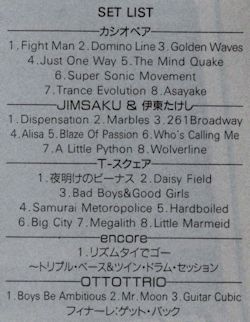 SET LIST
カシオペア
1.Fight Man 2.Domino Line 3.Golden Waves
4.Just One Way 5.The Mind Quake
6.Super Sonic Movement
7.Trance Evolution 8.Asayake
JIMSAKU & 伊東たけし
1.Dispensation 2.Marbles 3.261Broadway
4.Alisa 5.Blaze Of Passion 6.Who's Calling Me
7.A Little Python 8.Wolverline
T-スクェア
1.夜明けのビーナス 2.Daisy Field
3.Bad Boys&Good Girls
4.Samurai Metoropolice 5.Hardboiled
6.Big City 7.Megalith 8.Little Marmeid
encore
1.リズムタイでゴー
〜トリプル・ベース&ツイン・ドラム・セッション
OTTOTTRIO
1.Boys Be Ambitious 2.Mr.Moon 3.Guitar Cubic
フィナーレ:ゲット・バック